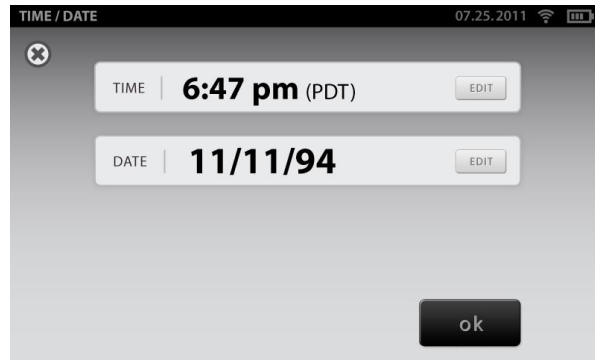 TIME / DATE 07.25.2011
TIME 6:47 pm (PDT) EDIT
DATE 11/11/94 EDIT
ok